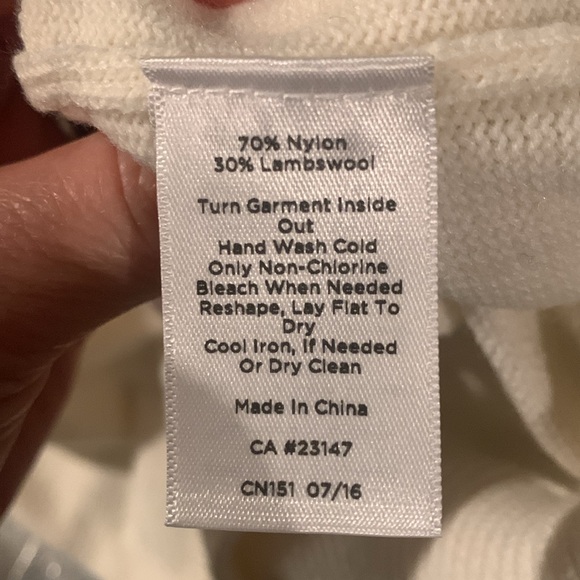 70% Nylon
30% Lambswool
Turn Garment Inside
Out
Hand Wash Cold
Only Non-Chlorine
Bleach When Needed
Reshape, Lay Flat To
Dry
Cool Iron, If Needed
Or Dry Clean
Made In China
CA #23147
CN151 07/16